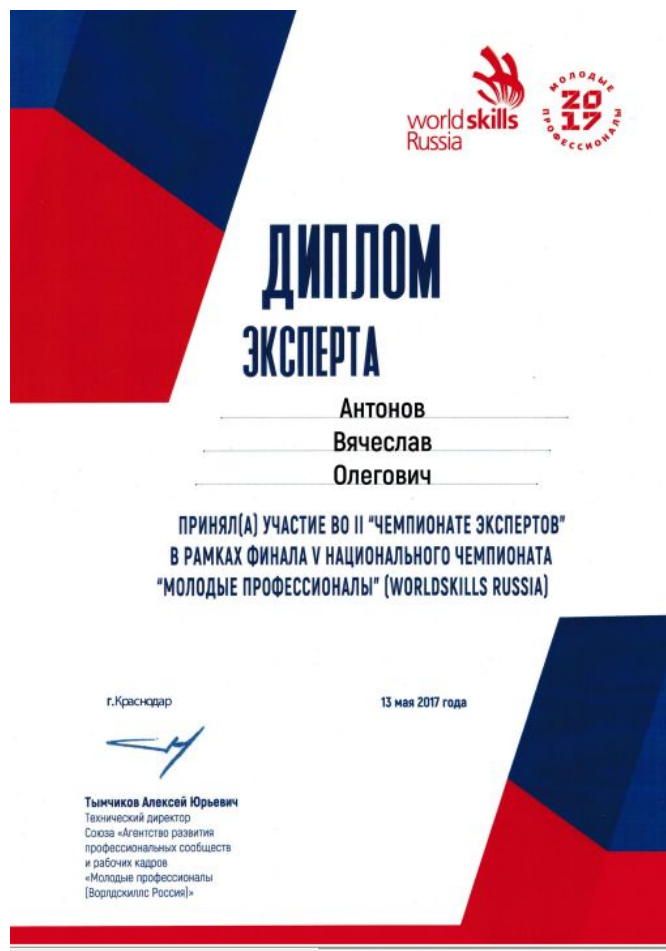 worldskills
Russia
МОЛОДЫЕ
2017
ПРОФЕССИОНАЛЫ
ДИПЛОМ
ЭКСПЕРТА
Антонов
Вячеслав
Олегович
ПРИНЯЛ(А) УЧАСТИЕ ВО II “ЧЕМПИОНАТЕ ЭКСПЕРТОВ”
В РАМКАХ ФИНАЛА V НАЦИОНАЛЬНОГО ЧЕМПИОНАТА
“МОЛОДЫЕ ПРОФЕССИОНАЛЫ” (WORLDSKILLS RUSSIA)
г.Краснодар
13 мая 2017 года
Тымчиков Алексей Юрьевич
Технический директор
Союза «Агентство развития
профессиональных сообществ
и рабочих кадров
«Молодые профессионалы
(Ворлдскиллс Россия)»